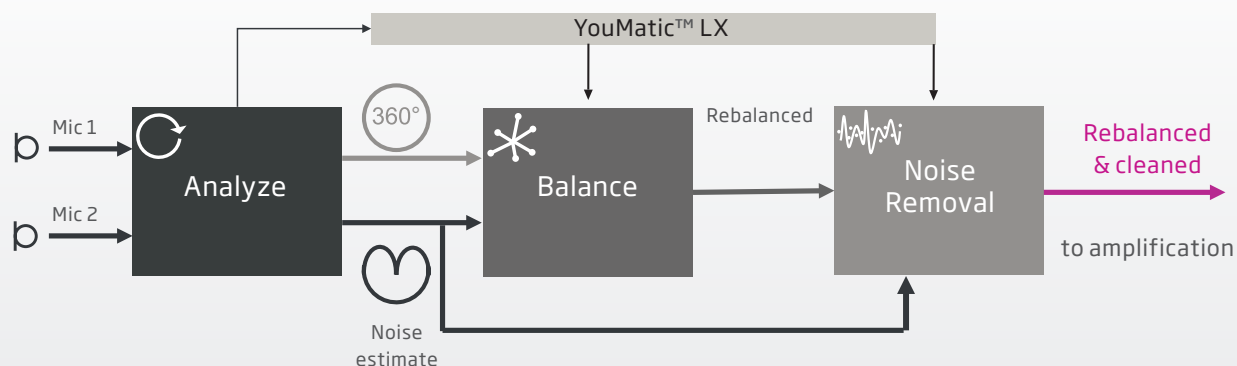 YouMatic™ LX
Mic 1
Mic 2
Analyze
360°
Noise
estimate
Balance
Rebalanced
Noise
Removal
Rebalanced
& cleaned
to amplification